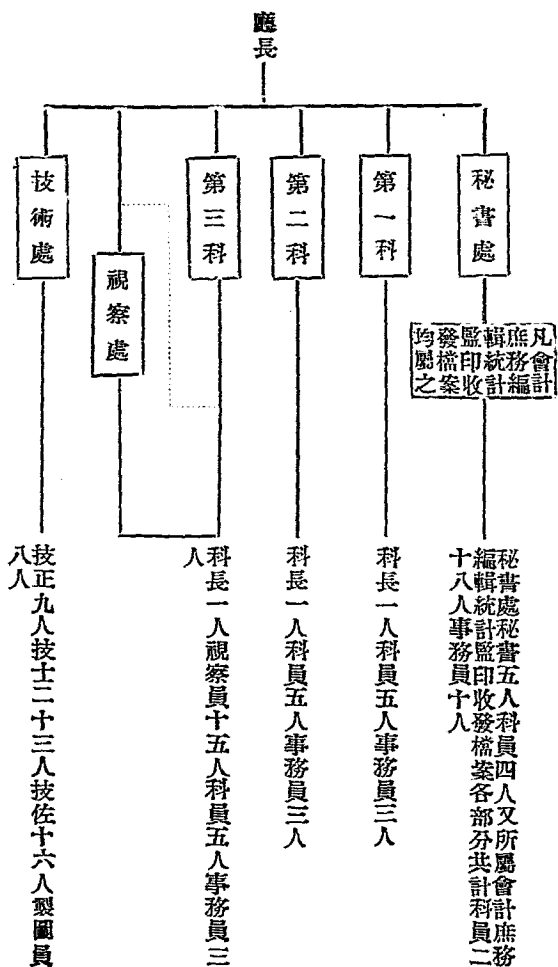 廳長
秘書處
第一科
第二科
第三科
視察處
技術處
凡會計
庶務編
輯統計
監印收
發檔案
均屬之
秘書處秘書五人科員四人又所屬會計庶務
編輯統計監印收發檔案各部分共計科員二
十八人事務員十人
科長一人科員五人事務員三人
科長一人科員五人事務員三人
科長一人視察員十五人科員五人事務員三
人
技正九人技士二十三人技佐十六人製圖員
八人